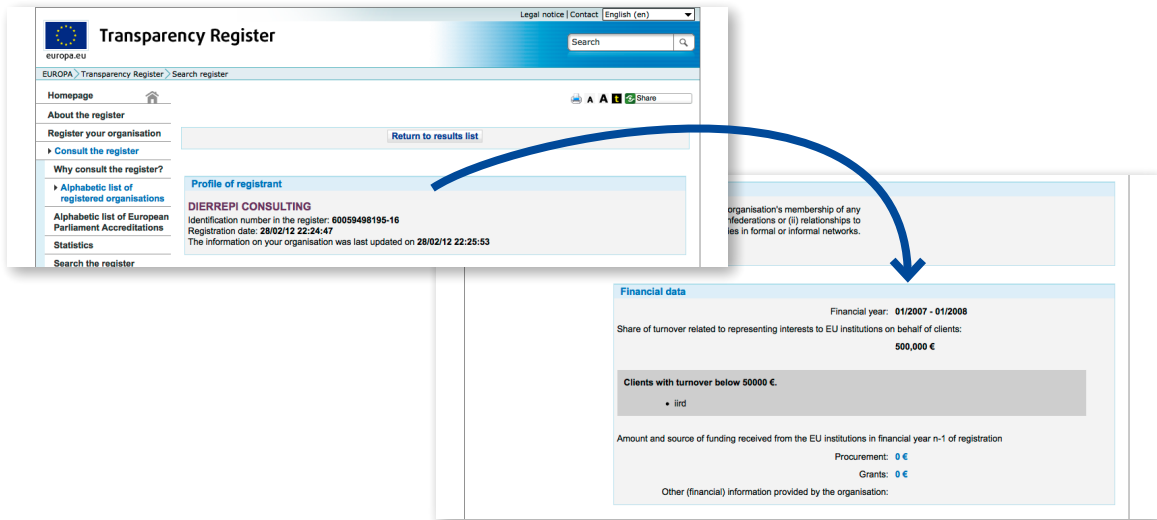 Legal notice | Contact English (en)
europa.eu
Transparency Register
Search
EUROPA Transparency Register Search register
Homepage
About the register
Register your organisation
Consult the register
Why consult the register?
Alphabetic list of
registered organisations
Alphabetic list of European
Parliament Accreditations
Statistics
Search the register
A A t Share
Return to results list
Profile of registrant
DIERREPI CONSULTING
Identification number in the register: 60059498195-16
Registration date: 28/02/12 22:24:47
The information on your organisation was last updated on 28/02/12 22:25:53
organisation's membership of any
nfederations or (ii) relationships to
ies in formal or informal networks.
Financial data
Financial year: 01/2007 - 01/2008
Share of turnover related to representing interests to EU institutions on behalf of clients:
500,000 €
Clients with turnover below 50000 €.
• iird
Amount and source of funding received from the EU institutions in financial year n-1 of registration
Procurement: 0 €
Grants: 0 €
Other (financial) information provided by the organisation: